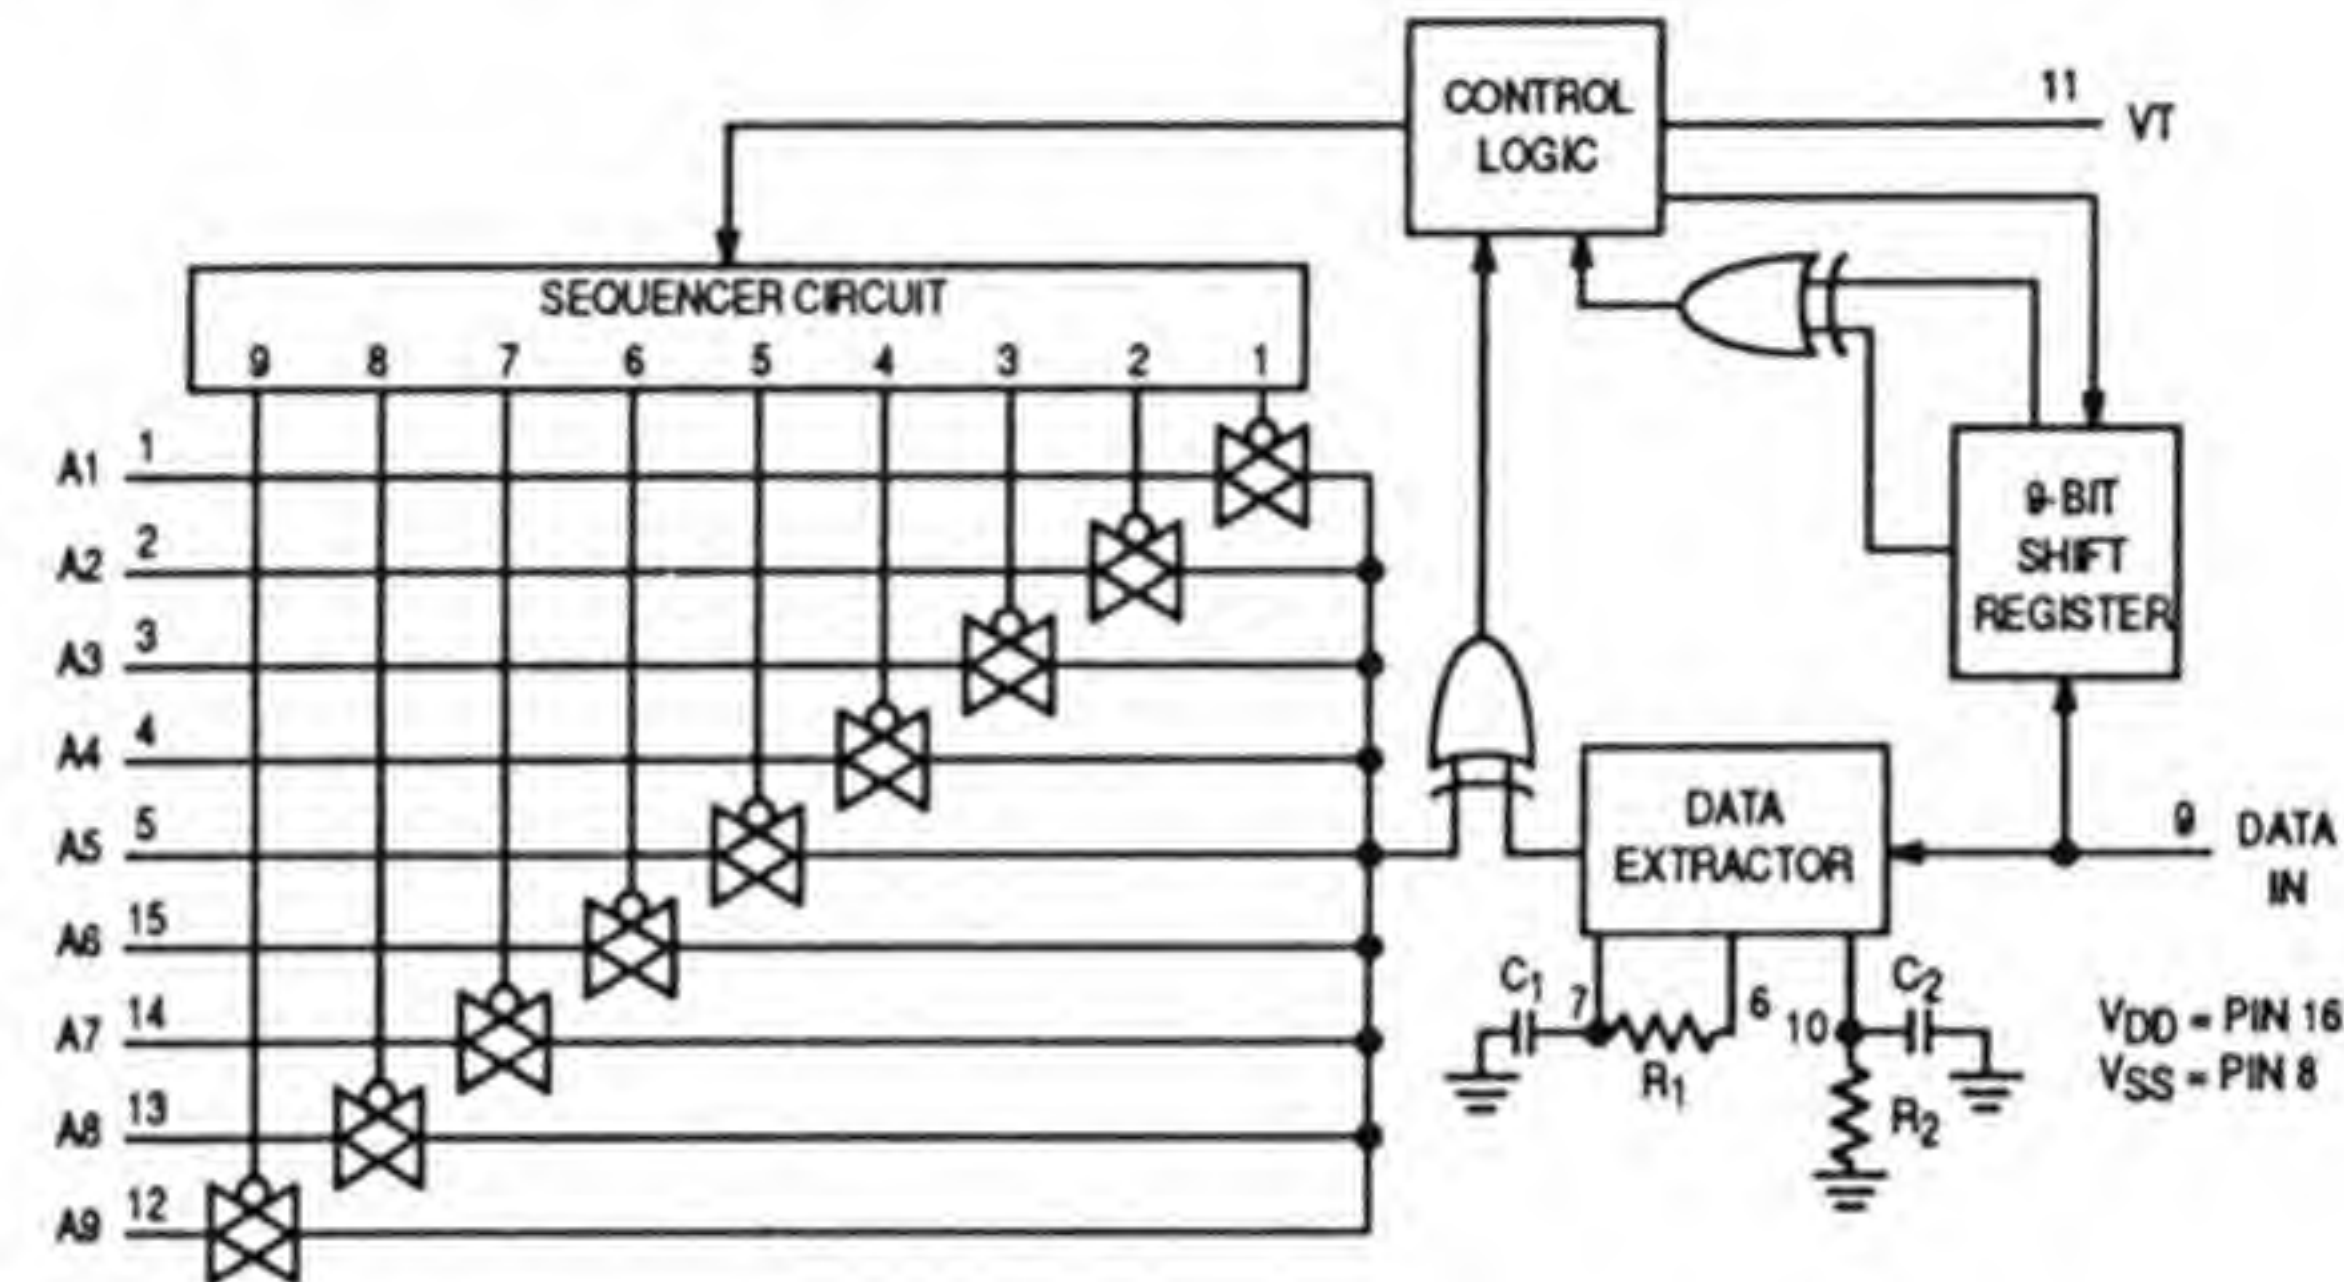 CONTROL
LOGIC
11
VT
SEQUENCER CIRCUIT
9 8 7 6 5 4 3 2 1
A1 1
A2 2
A3 3
A4 4
A5 5
A6 15
A7 14
A8 13
A9 12
9-BIT
SHIFT
REGISTER
DATA
EXTRACTOR
9 DATA
IN
C1 7 R1 6
10 C2 R2
VDD = PIN 16
VSS = PIN 8